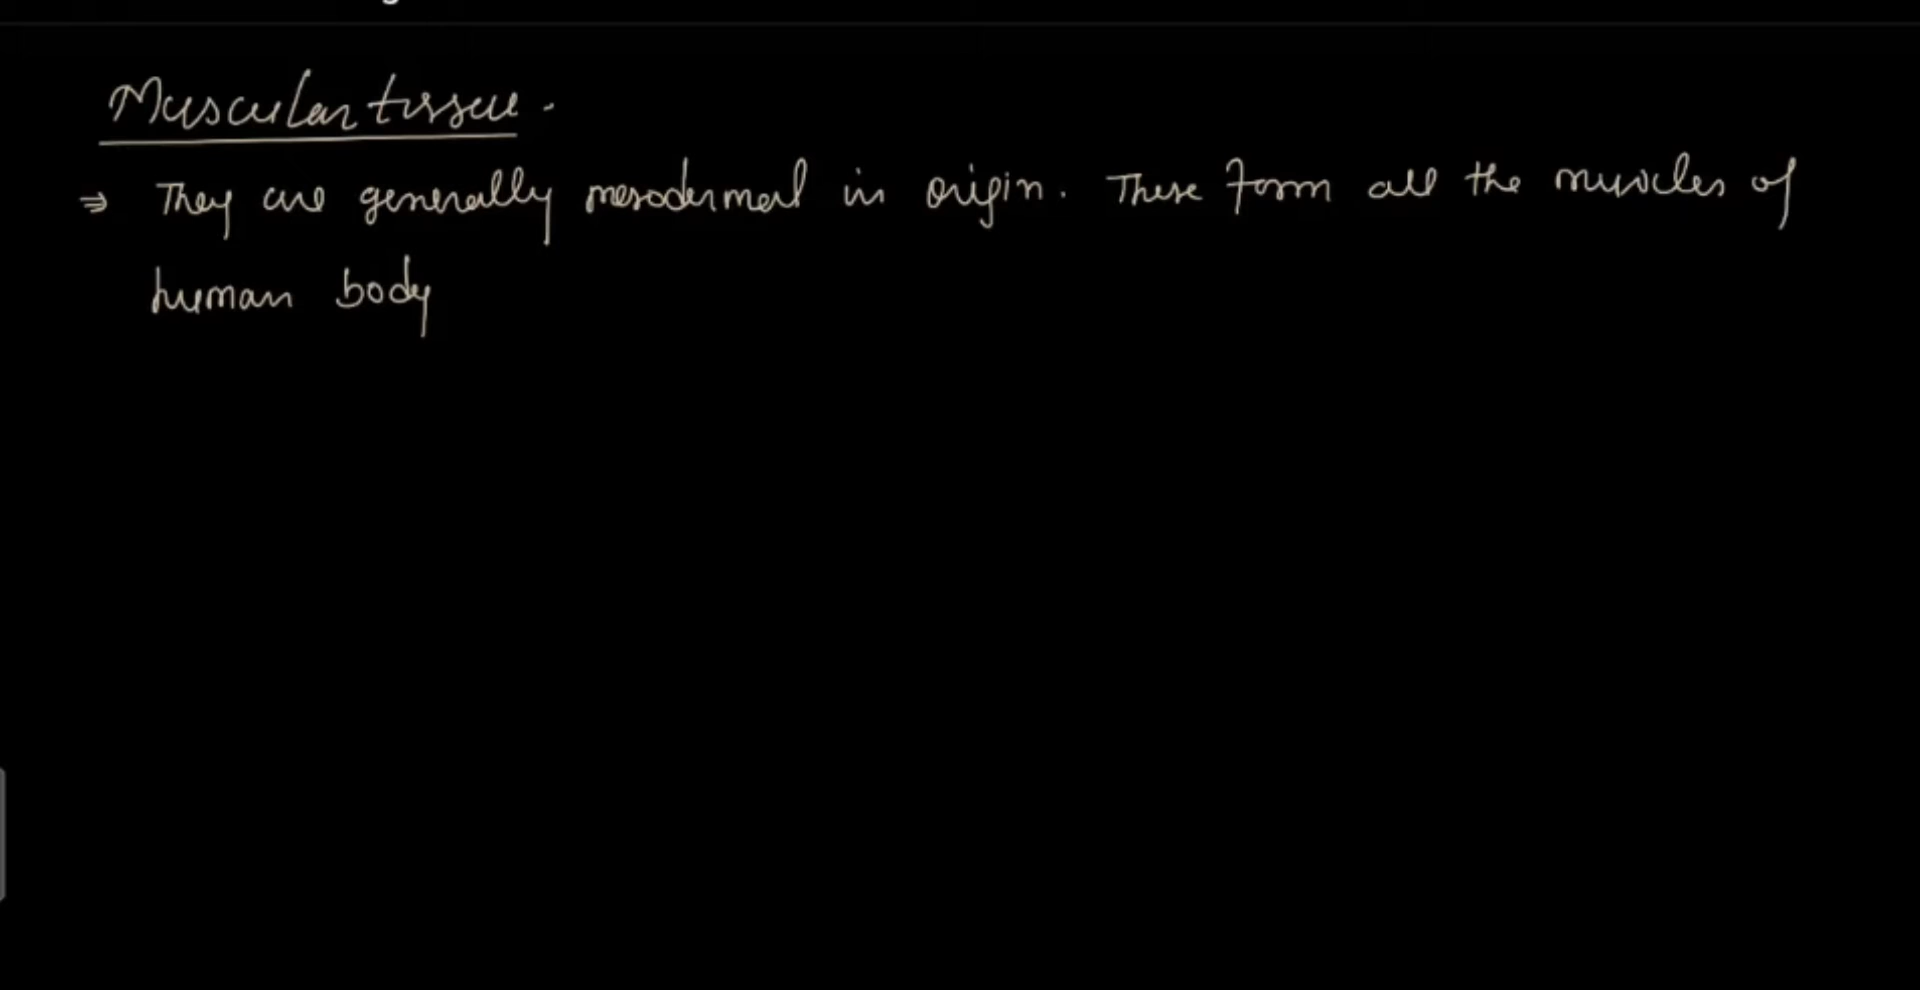 Muscular tissue.
⇒ They are generally mesodermal in origin. These form all the muscles of
human body